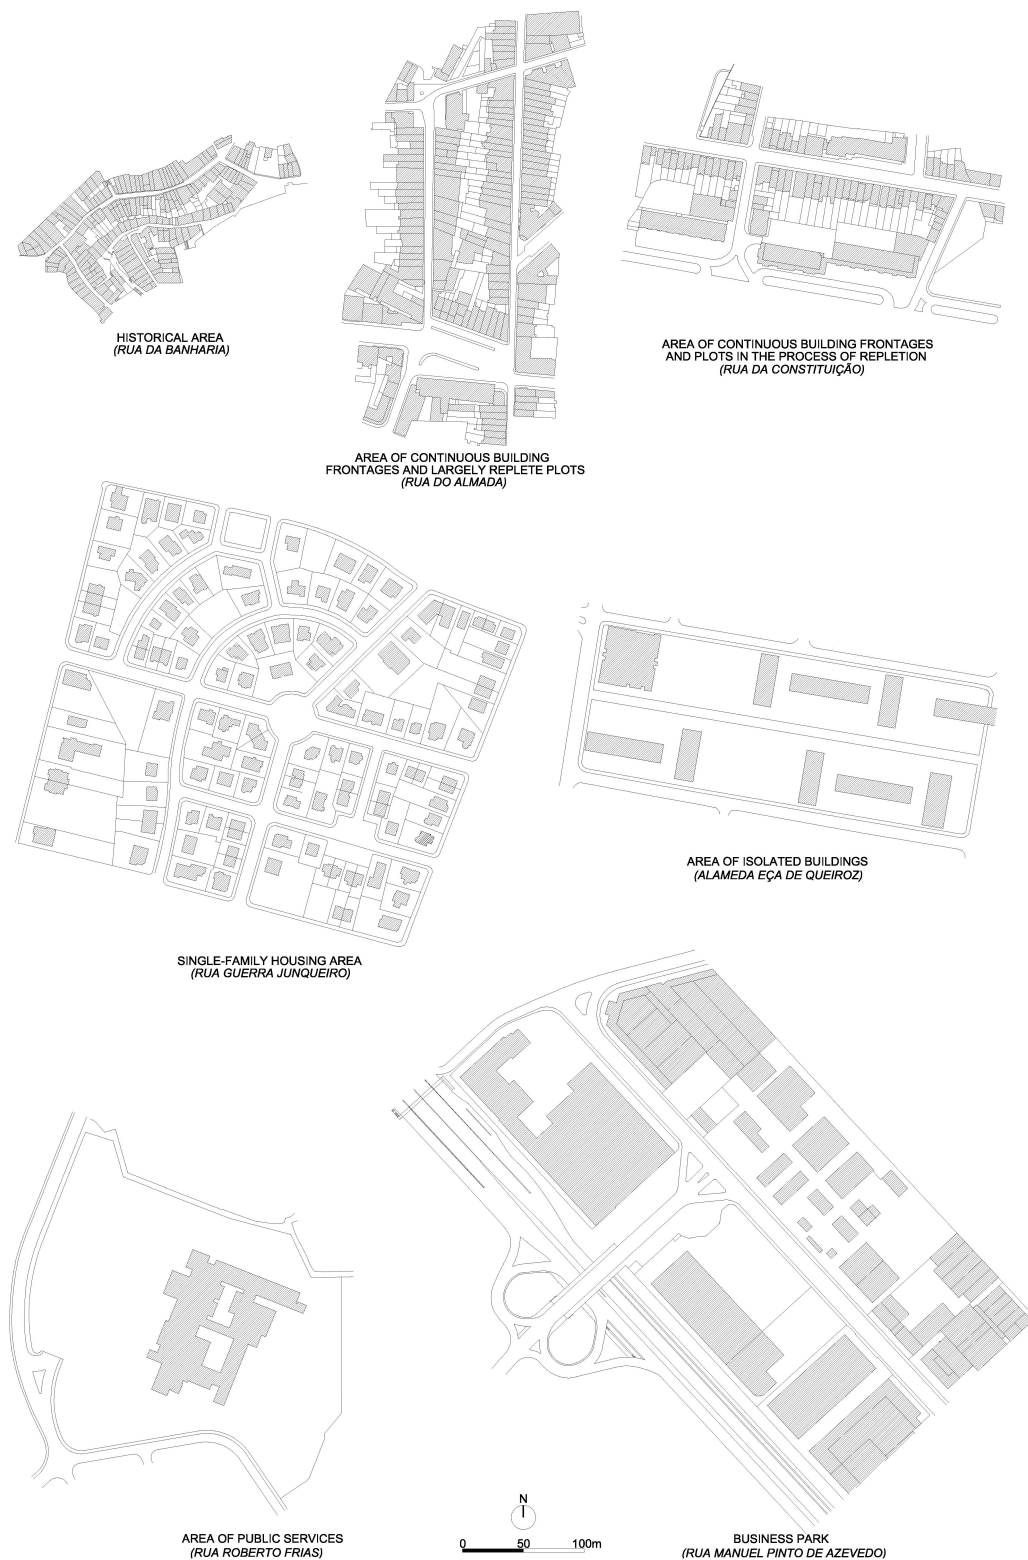 HISTORICAL AREA
(RUA DA BANHARIA)
AREA OF CONTINUOUS BUILDING
FRONTAGES AND LARGELY REPLETE PLOTS
(RUA DO ALMADA)
AREA OF CONTINUOUS BUILDING FRONTAGES
AND PLOTS IN THE PROCESS OF REPLETION
(RUA DA CONSTITUIÇÃO)
SINGLE-FAMILY HOUSING AREA
(RUA GUERRA JUNQUEIRO)
AREA OF ISOLATED BUILDINGS
(ALAMEDA EÇA DE QUEIROZ)
AREA OF PUBLIC SERVICES
(RUA ROBERTO FRIAS)
N
0 50 100m
BUSINESS PARK
(RUA MANUEL PINTO DE AZEVEDO)